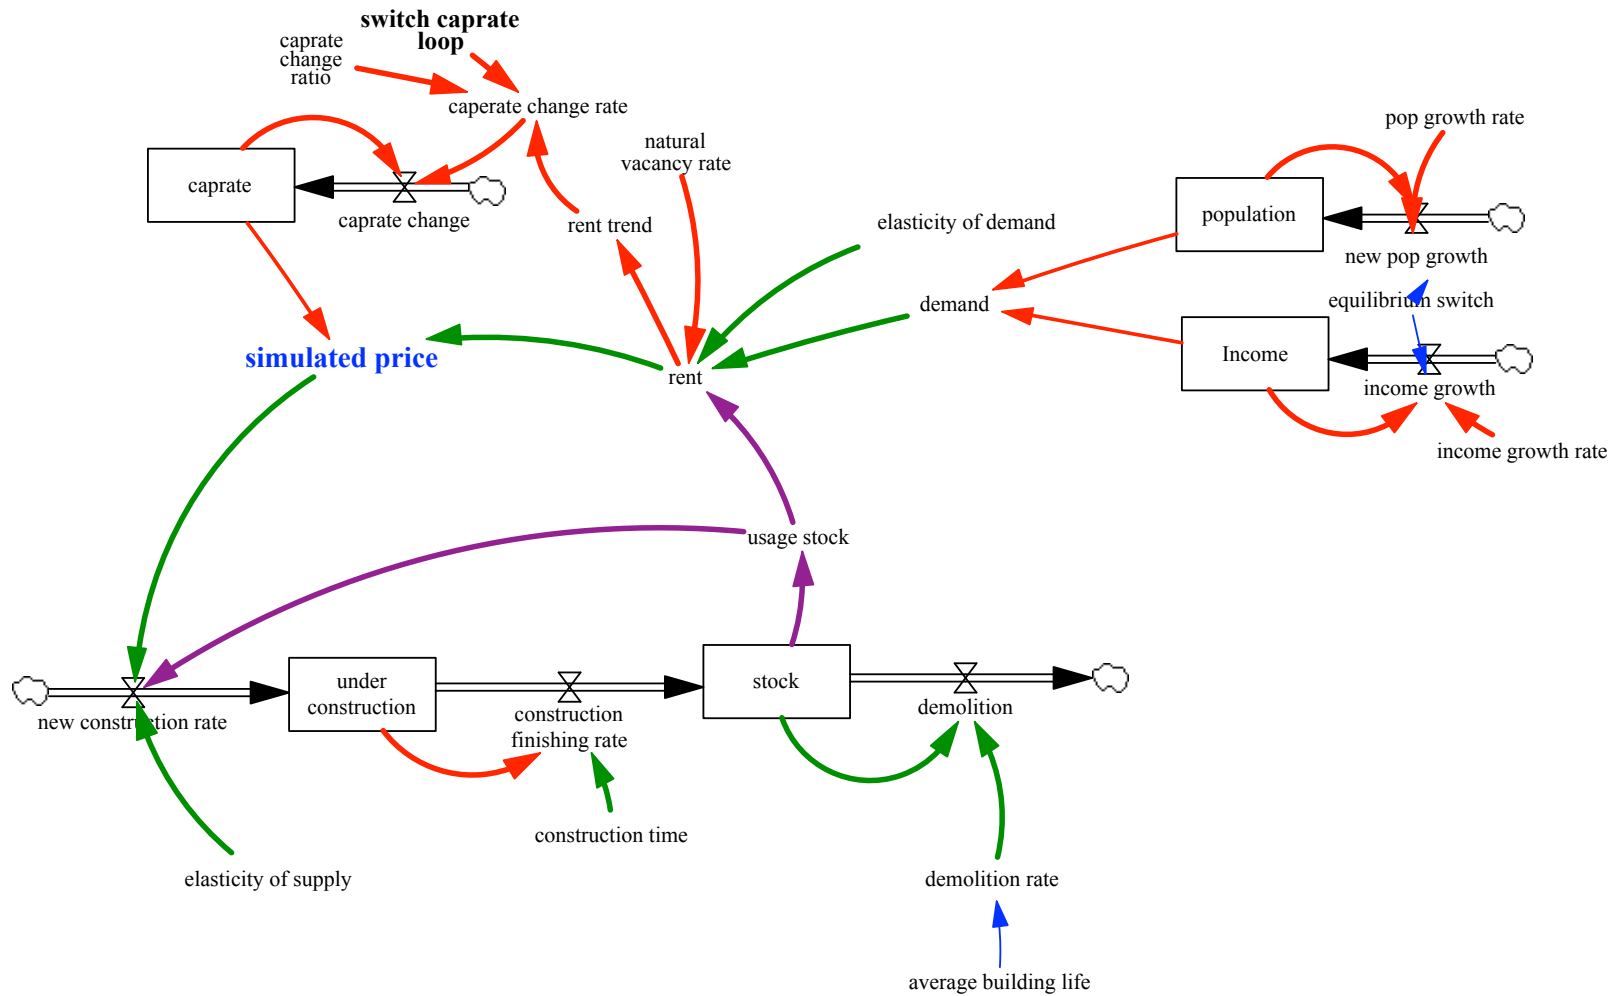 switch caprate
loop
caprate
change
ratio
caperate change rate
pop growth rate
natural
vacancy rate
caprate
caprate change
rent trend
elasticity of demand
population
new pop growth
equilibrium switch
demand
simulated price
Income
rent
income growth
income growth rate
usage stock
under
construction
stock
new construction rate
construction
finishing rate
demolition
construction time
elasticity of supply
demolition rate
average building life